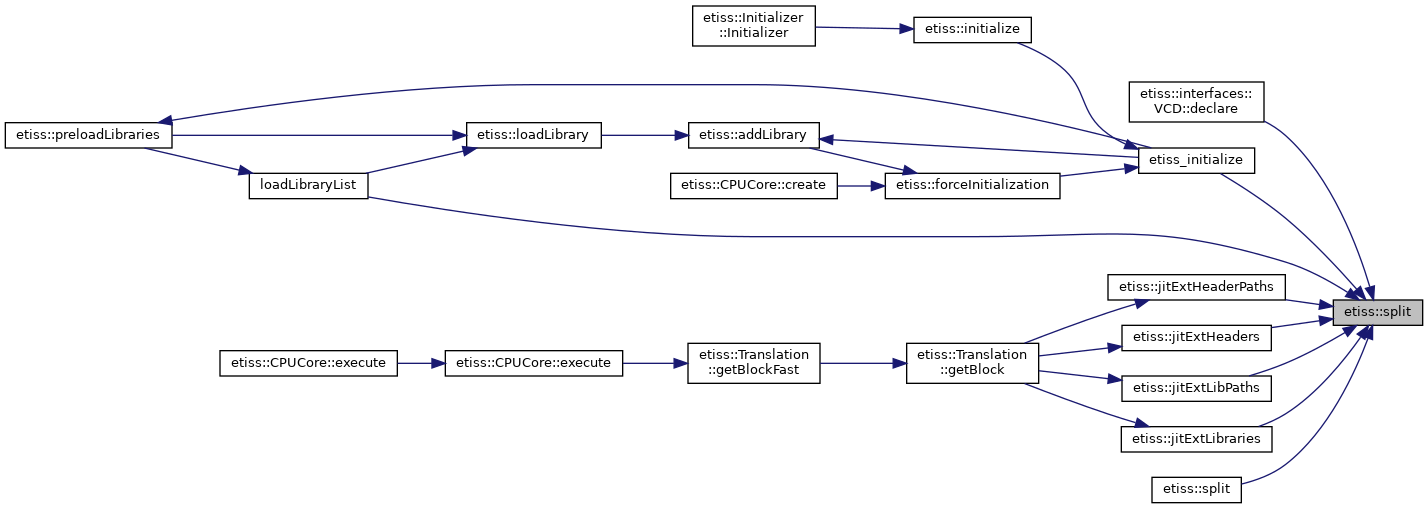 etiss::Initializer
::Initializer
etiss::initialize
etiss::interfaces::
VCD::declare
etiss::preloadLibraries
etiss::loadLibrary
etiss::addLibrary
etiss_initialize
loadLibraryList
etiss::CPUCore::create
etiss::forceInitialization
etiss::jitExtHeaderPaths
etiss::split
etiss::jitExtHeaders
etiss::CPUCore::execute
etiss::CPUCore::execute
etiss::Translation
::getBlockFast
etiss::Translation
::getBlock
etiss::jitExtLibPaths
etiss::jitExtLibraries
etiss::split